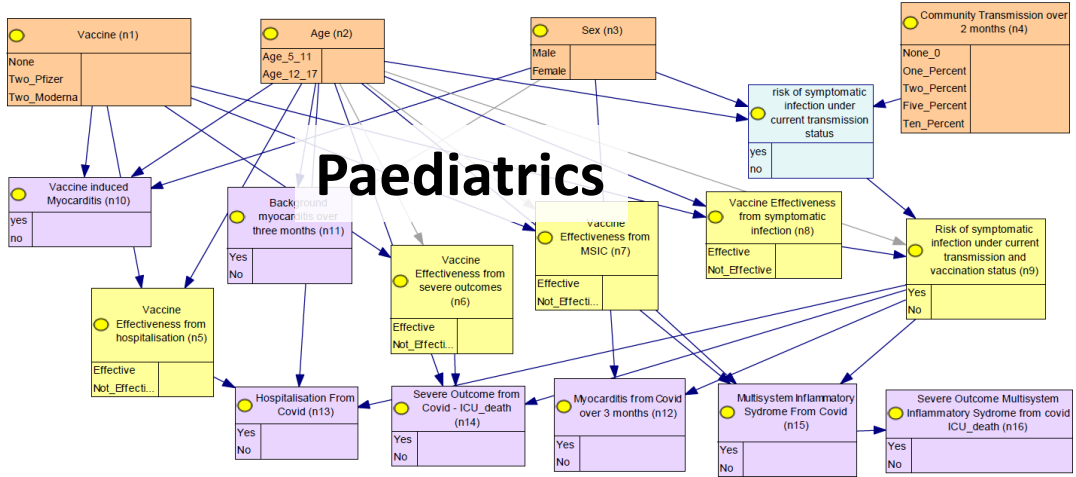 Vaccine (n1)
None
Two_Pfizer
Two_Moderna
Age (n2)
Age_5_11
Age_12_17
Sex (n3)
Male
Female
Community Transmission over
2 months (n4)
None_0
One_Percent
Two_Percent
Five_Percent
Ten_Percent
risk of symptomatic
infection under
current transmission
status
yes
no
Paediatrics
Vaccine induced
Myocarditis (n10)
yes
no
Background
myocarditis over
three months (n11)
Yes
No
Vaccine
Effectiveness from
MSIC (n7)
Effective
Not_Effecti...
Vaccine Effectiveness
from symptomatic
infection (n8)
Effective
Not_Effective
Risk of symptomatic
infection under current
transmission and
vaccination status (n9)
Yes
No
Vaccine
Effectiveness from
hospitalisation (n5)
Effective
Not_Effecti...
Vaccine
Effectiveness from
severe outcomes
(n6)
Effective
Not_Effecti...
Hospitalisation From
Covid (n13)
Yes
No
Severe Outcome from
Covid - ICU_death
(n14)
Yes
No
Myocarditis from Covid
over 3 months (n12)
Yes
No
Multisystem Inflammatory
Sydrome From Covid
(n15)
Yes
No
Severe Outcome Multisystem
Inflammatory Sydrome from covid
ICU_death (n16)
Yes
No